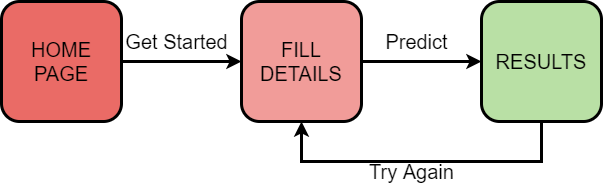 HOME
PAGE
Get Started
FILL
DETAILS
Predict
RESULTS
Try Again